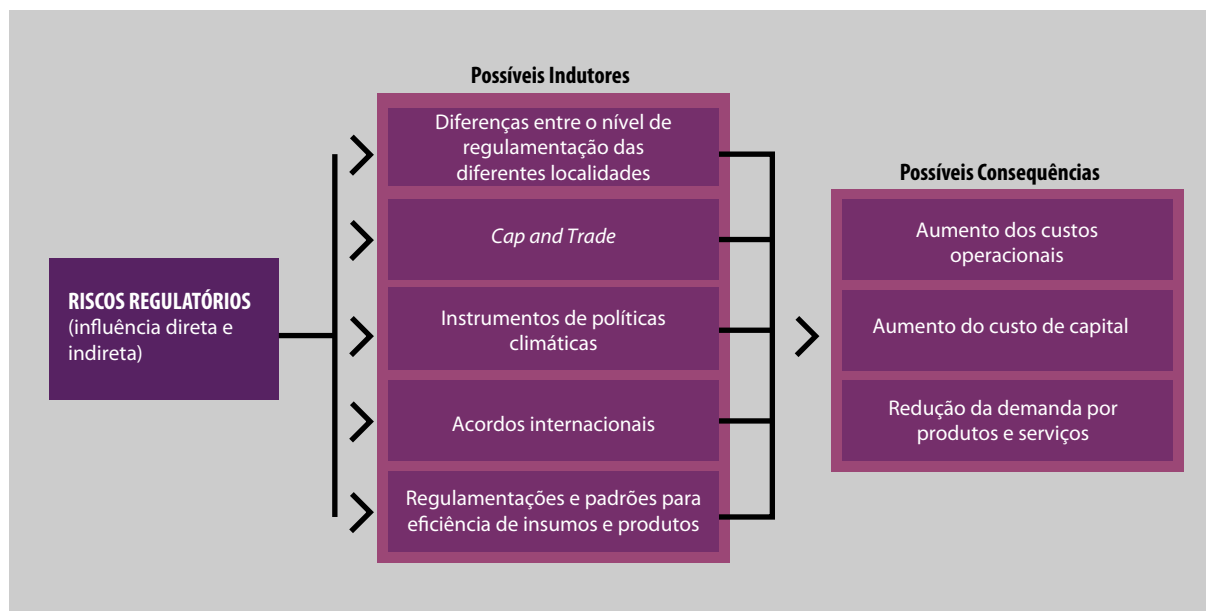 RISCOS REGULATÓRIOS
(influência direta e
indireta)
Possíveis Indutores
Diferenças entre o nível de
regulamentação das
diferentes localidades
Cap and Trade
Instrumentos de políticas
climáticas
Acordos internacionais
Regulamentações e padrões para
eficiência de insumos e produtos
Possíveis Consequências
Aumento dos custos
operacionais
Aumento do custo de capital
Redução da demanda por
produtos e serviços